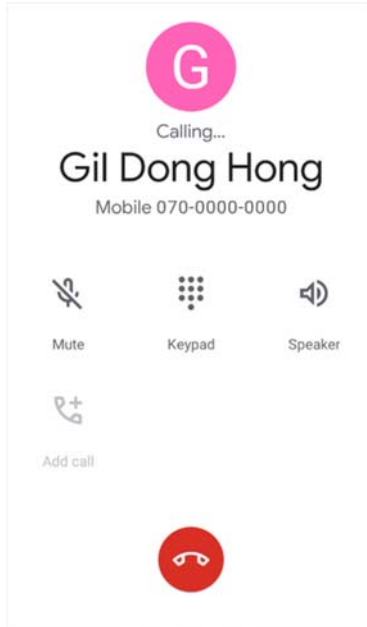 G
Calling...
Gil Dong Hong
Mobile 070-0000-0000
Mute Keypad Speaker
Add call